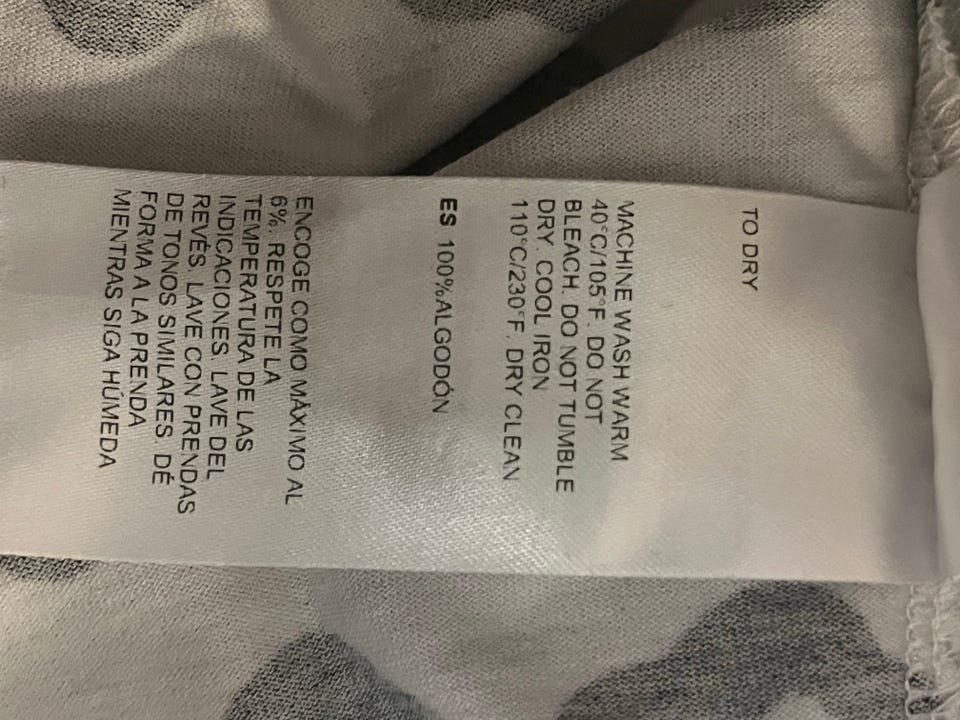 TO DRY
MACHINE WASH WARM
40°C/105°F. DO NOT
BLEACH. DO NOT TUMBLE
DRY. COOL IRON
110°C/230°F. DRY CLEAN
ES 100%ALGODÓN
ENCOGE COMO MÁXIMO AL
6%. RESPETE LA
TEMPERATURA DE LAS
INDICACIONES. LAVE DEL
REVÉS. LAVE CON PRENDAS
DE TONOS SIMILARES. DÉ
FORMA A LA PRENDA
MIENTRAS SIGA HÚMEDA